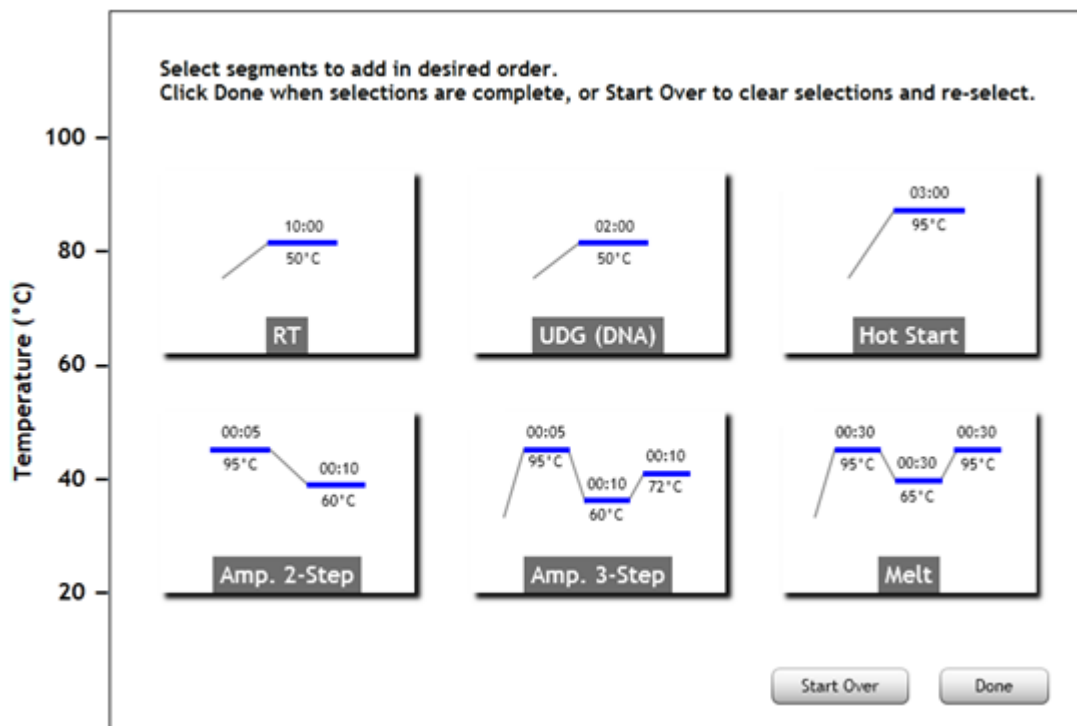 Select segments to add in desired order.
Click Done when selections are complete, or Start Over to clear selections and re-select.
Temperature (°C)
100
80
60
40
20
10:00
50°C
RT
02:00
50°C
UDG (DNA)
03:00
95°C
Hot Start
00:05
95°C
00:10
60°C
Amp. 2-Step
00:05
95°C
00:10
60°C
00:10
72°C
Amp. 3-Step
00:30
95°C
00:30
65°C
00:30
95°C
Melt
Start Over
Done